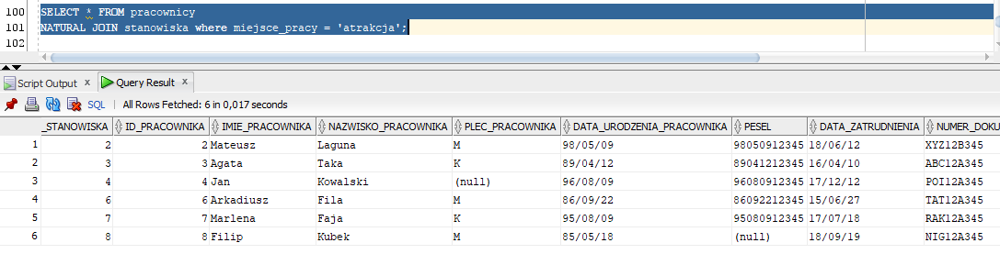 100 SELECT * FROM pracownicy
101 NATURAL JOIN stanowiska where miejsce_pracy = 'atrakcja';
102
Script Output x Query Result x
SQL | All Rows Fetched: 6 in 0,017 seconds
_STANOWISKA ID_PRACOWNIKA IMIE_PRACOWNIKA NAZWISKO_PRACOWNIKA PLEC_PRACOWNIKA DATA_URODZENIA_PRACOWNIKA PESEL DATA_ZATRUDNIENIA NUMER_DOKU
1 2 2 Mateusz Laguna M 98/05/09 98050912345 18/06/12 XYZ12B345
2 3 3 Agata Taka K 89/04/12 89041212345 16/04/10 ABC12A345
3 4 4 Jan Kowalski (null) 96/08/09 96080912345 17/12/12 POI12A345
4 6 6 Arkadiusz Fila M 86/09/22 86092212345 15/06/27 TAT12A345
5 7 7 Marlena Faja K 95/08/09 95080912345 17/07/18 RAK12A345
6 8 8 Filip Kubek M 85/05/18 (null) 18/09/19 NIG12A345